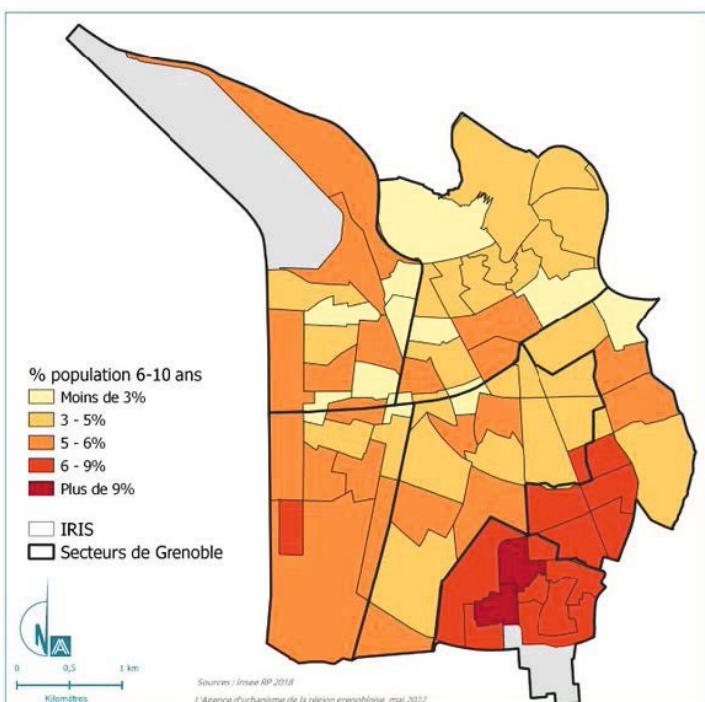 % population 6-10 ans
Moins de 3%
3 - 5%
5 - 6%
6 - 9%
Plus de 9%
IRIS
Secteurs de Grenoble
N
0 0,5 1 km
Kilomètres
Sources : Insee RP 2018
L'Agence d'urbanisme de la région grenobloise, mai 2022